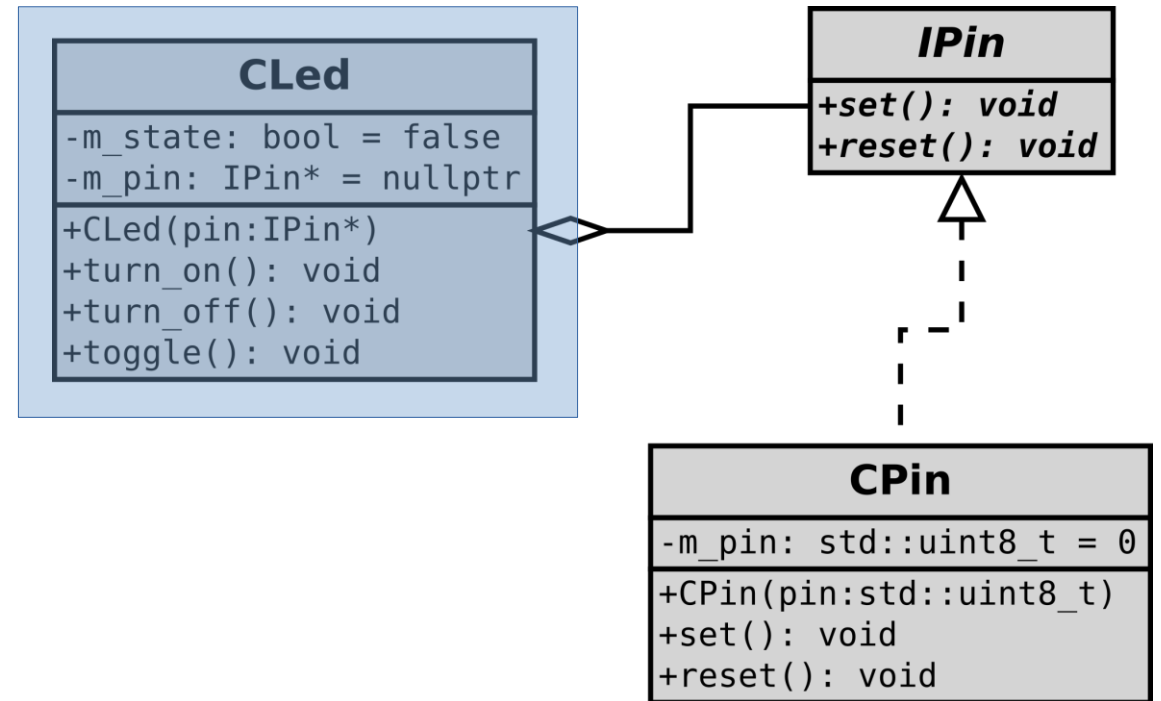 CLed
-m_state: bool = false
-m_pin: IPin* = nullptr
+CLed(pin:IPin*)
+turn_on(): void
+turn_off(): void
+toggle(): void
IPin
+set(): void
+reset(): void
CPin
-m_pin: std::uint8_t = 0
+CPin(pin:std::uint8_t)
+set(): void
+reset(): void